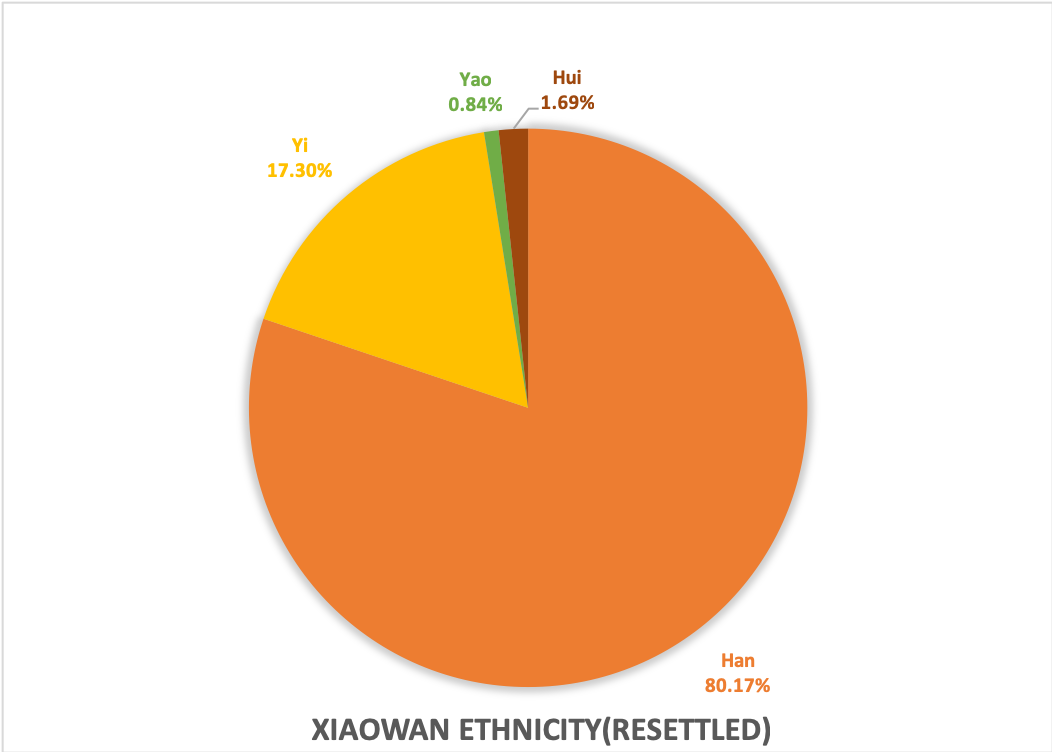 Yao
0.84%
Hui
1.69%
Yi
17.30%
Han
80.17%
XIAOWAN ETHNICITY(RESETTLED)